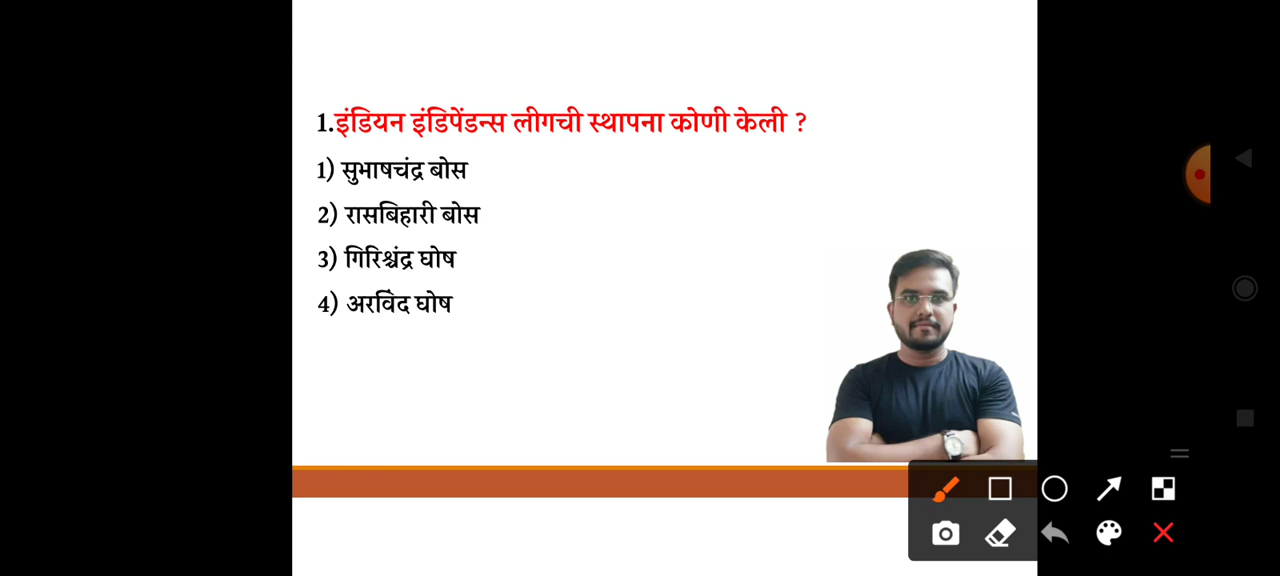 1.इंडियन इंडिपेंडन्स लीगची स्थापना कोणी केली ?
1) सुभाषचंद्र बोस
2) रासबिहारी बोस
3) गिरिश्चंद्र घोष
4) अरविंद घोष